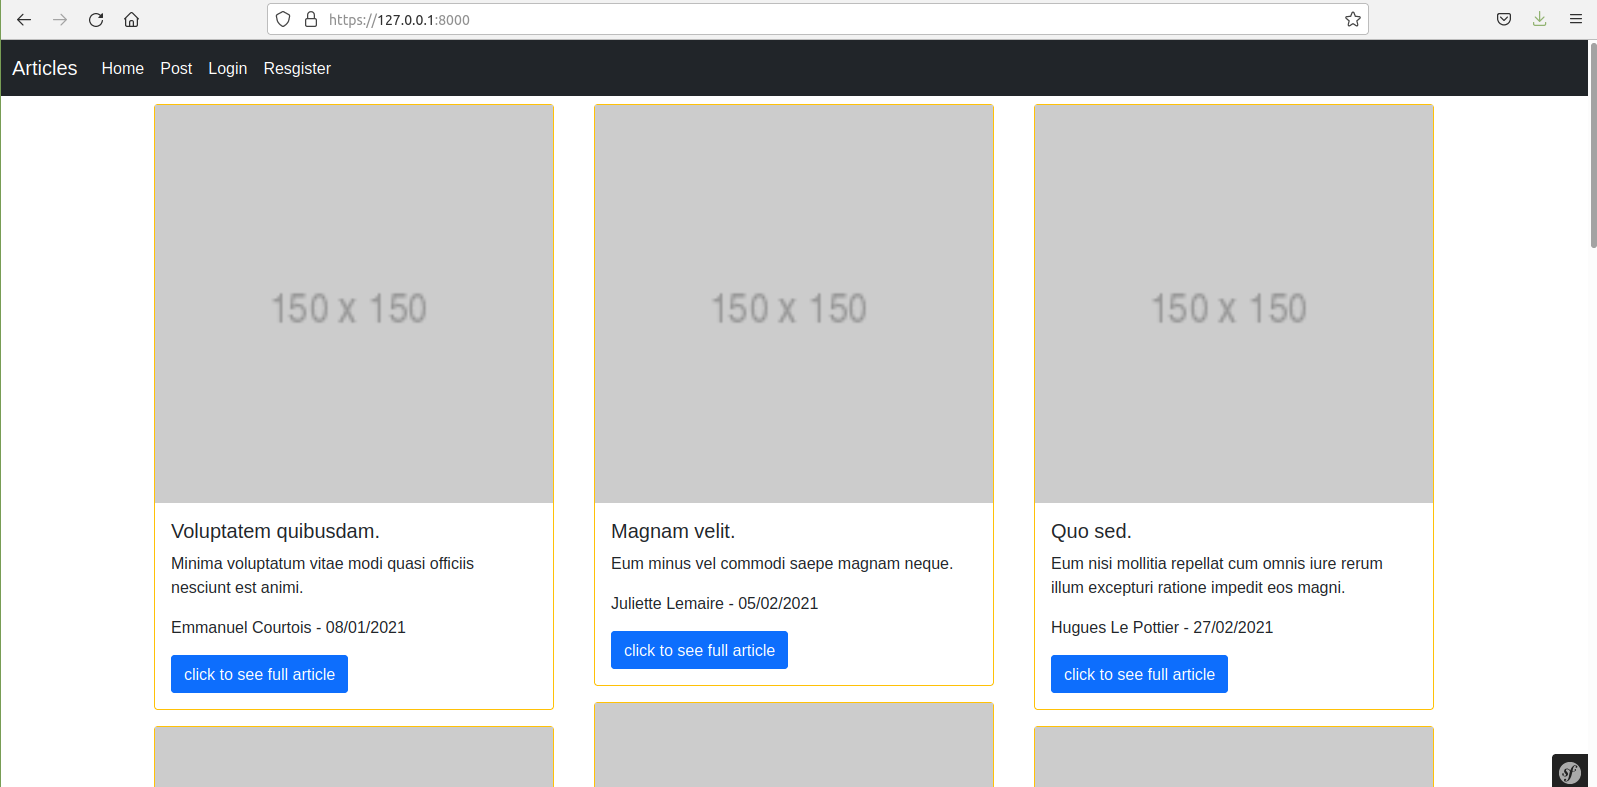 https://127.0.0.1:8000
Articles Home Post Login Resgister
150 x 150
150 x 150
150 x 150
Voluptatem quibusdam.
Minima voluptatum vitae modi quasi officiis
nesciunt est animi.
Emmanuel Courtois - 08/01/2021
click to see full article
Magnam velit.
Eum minus vel commodi saepe magnam neque.
Juliette Lemaire - 05/02/2021
click to see full article
Quo sed.
Eum nisi mollitia repellat cum omnis iure rerum
illum excepturi ratione impedit eos magni.
Hugues Le Pottier - 27/02/2021
click to see full article
sf